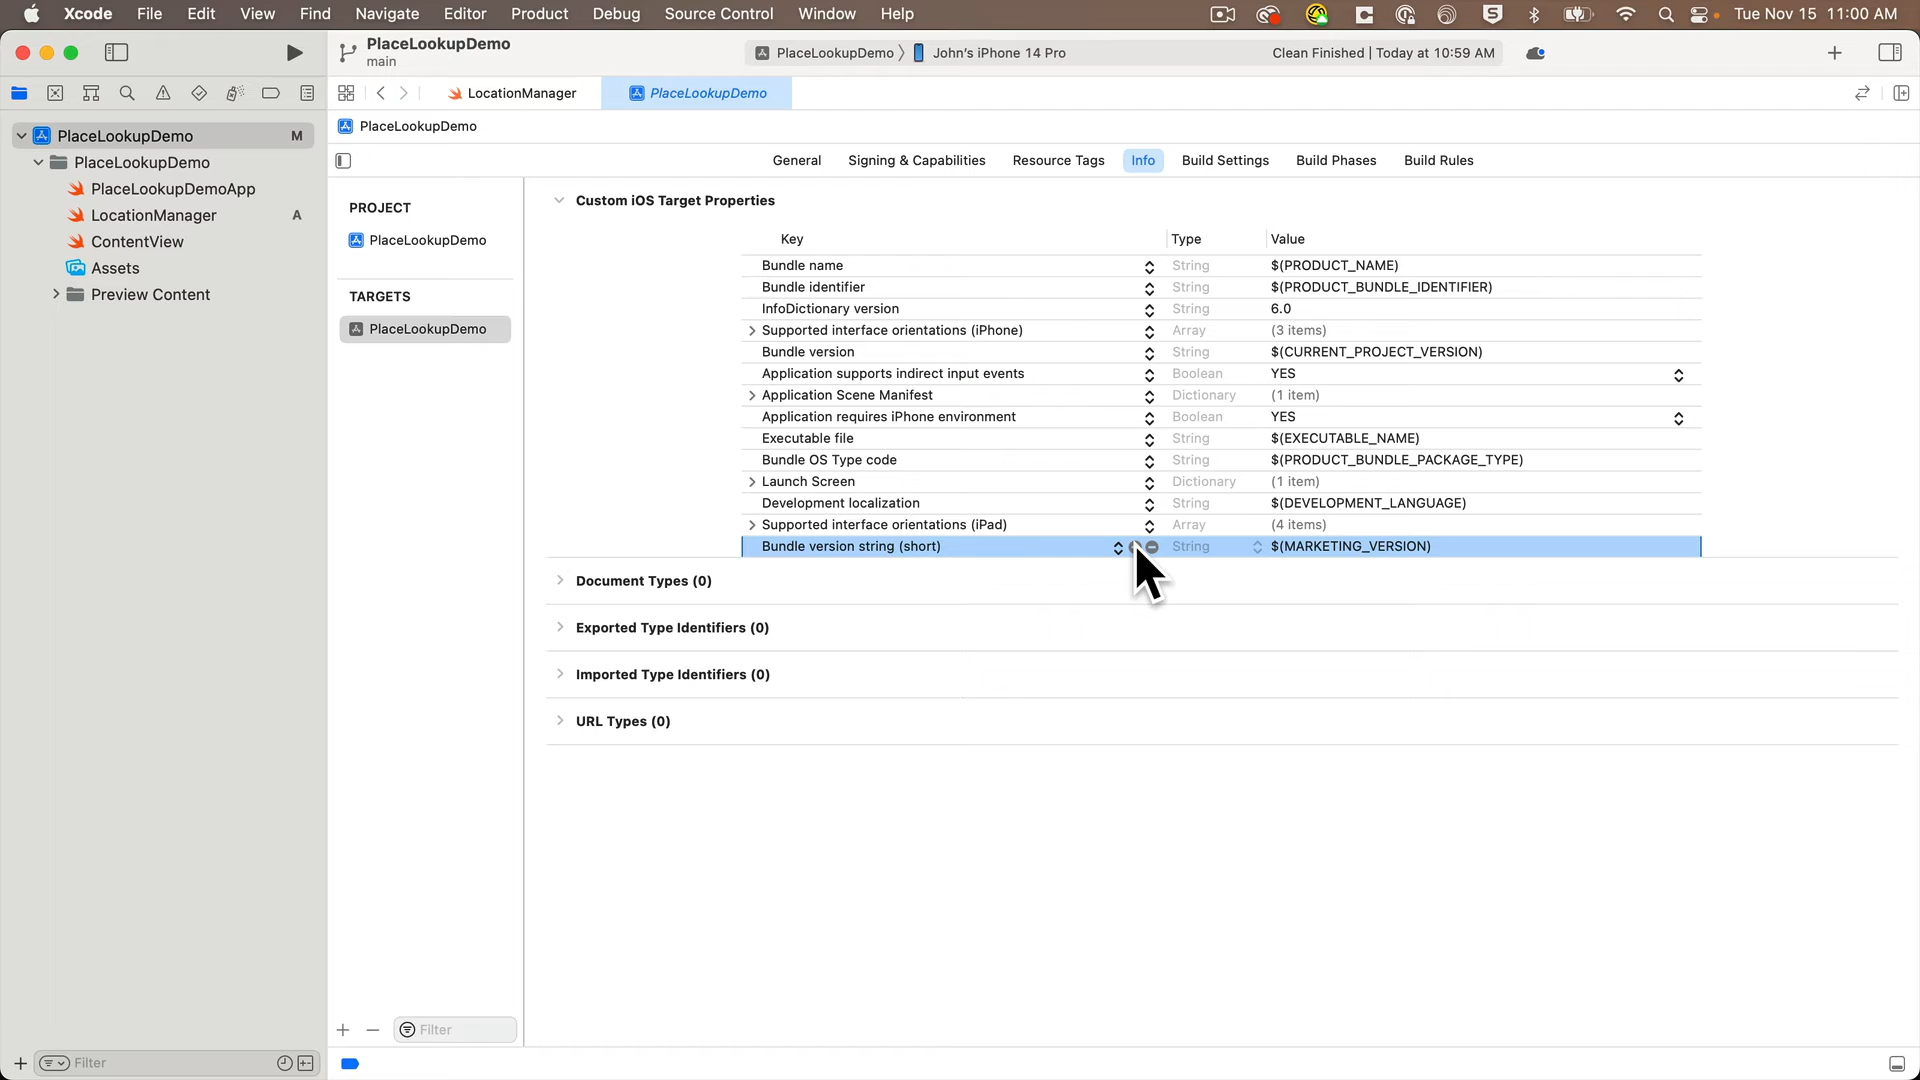 Xcode File Edit View Find Navigate Editor Product Debug Source Control Window Help Tue Nov 15 11:00 AM
PlaceLookupDemo
main
PlaceLookupDemo John's iPhone 14 Pro Clean Finished | Today at 10:59 AM
LocationManager PlaceLookupDemo
PlaceLookupDemo
General Signing & Capabilities Resource Tags Info Build Settings Build Phases Build Rules
PlaceLookupDemo M
PlaceLookupDemo
PlaceLookupDemoApp
LocationManager A
ContentView
Assets
Preview Content
PROJECT
PlaceLookupDemo
TARGETS
PlaceLookupDemo
Custom iOS Target Properties
Key Type Value
Bundle name String $(PRODUCT_NAME)
Bundle identifier String $(PRODUCT_BUNDLE_IDENTIFIER)
InfoDictionary version String 6.0
Supported interface orientations (iPhone) Array (3 items)
Bundle version String $(CURRENT_PROJECT_VERSION)
Application supports indirect input events Boolean YES
Application Scene Manifest Dictionary (1 item)
Application requires iPhone environment Boolean YES
Executable file String $(EXECUTABLE_NAME)
Bundle OS Type code String $(PRODUCT_BUNDLE_PACKAGE_TYPE)
Launch Screen Dictionary (1 item)
Development localization String $(DEVELOPMENT_LANGUAGE)
Supported interface orientations (iPad) Array (4 items)
Bundle version string (short) String $(MARKETING_VERSION)
Document Types (0)
Exported Type Identifiers (0)
Imported Type Identifiers (0)
URL Types (0)
Filter
Filter